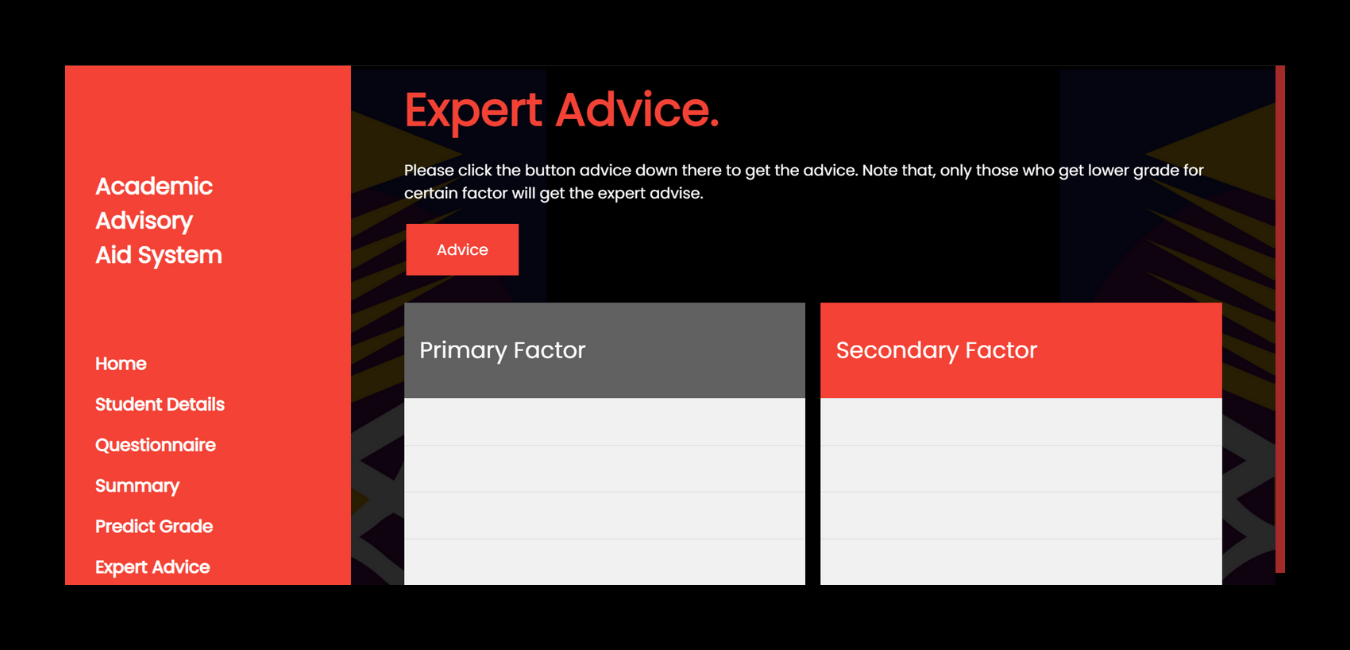 Academic
Advisory
Aid System
Home
Student Details
Questionnaire
Summary
Predict Grade
Expert Advice
Expert Advice.
Please click the button advice down there to get the advice. Note that, only those who get lower grade for
certain factor will get the expert advise.
Advice
Primary Factor
Secondary Factor